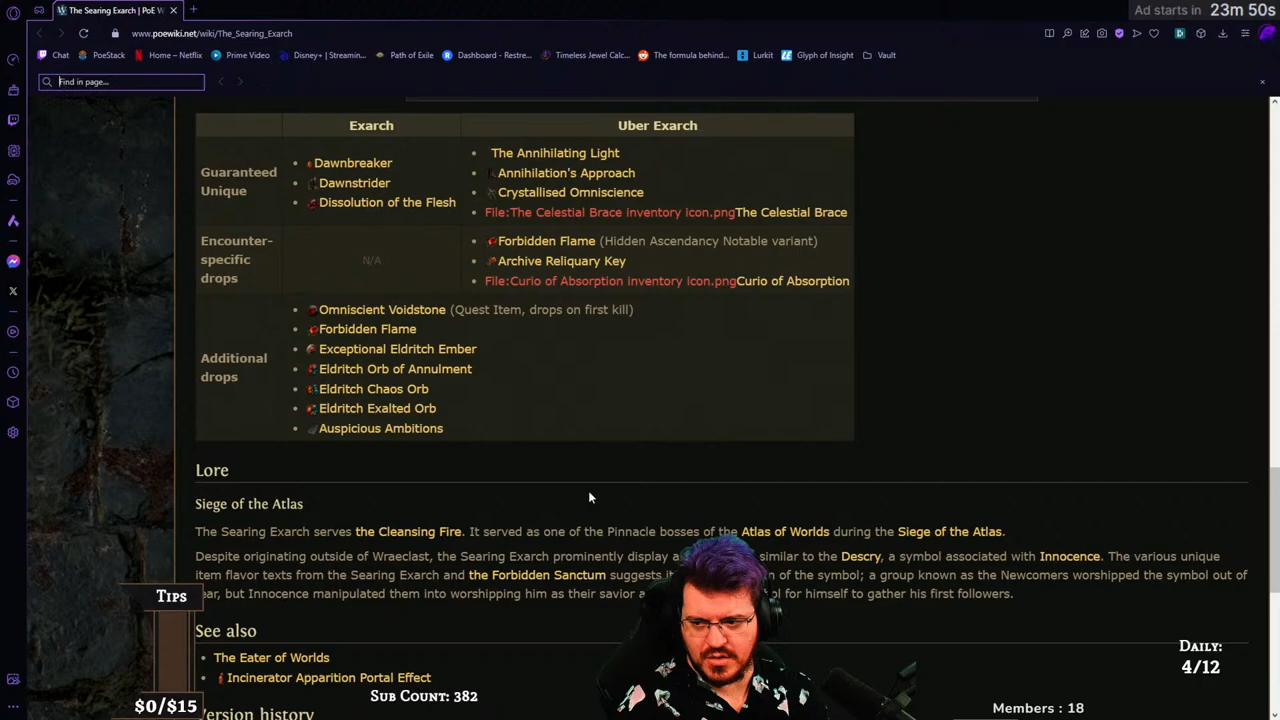 The Searing Exarch | PoE W
Ad starts in 23m 50s
www.poewiki.net/wiki/The_Searing_Exarch
Chat
PoeStack
Home – Netflix
Prime Video
Disney+ | Streamin...
Path of Exile
Dashboard - Restre...
Timeless Jewel Calc...
The formula behind...
Lurkit
Glyph of Insight
Vault
Find in page...
Exarch
Uber Exarch
Guaranteed Unique
Dawnbreaker
Dawnstrider
Dissolution of the Flesh
The Annihilating Light
Annihilation's Approach
Crystallised Omniscience
File:The Celestial Brace inventory icon.pngThe Celestial Brace
Encounter-specific drops
N/A
Forbidden Flame (Hidden Ascendancy Notable variant)
Archive Reliquary Key
File:Curio of Absorption inventory icon.pngCurio of Absorption
Additional drops
Omniscient Voidstone (Quest Item, drops on first kill)
Forbidden Flame
Exceptional Eldritch Ember
Eldritch Orb of Annulment
Eldritch Chaos Orb
Eldritch Exalted Orb
Auspicious Ambitions
Lore
Siege of the Atlas
The Searing Exarch serves the Cleansing Fire. It served as one of the Pinnacle bosses of the Atlas of Worlds during the Siege of the Atlas.
Despite originating outside of Wraeclast, the Searing Exarch prominently display a similar to the Descry, a symbol associated with Innocence. The various unique
item flavor texts from the Searing Exarch and the Forbidden Sanctum suggests n of the symbol; a group known as the Newcomers worshipped the symbol out of
ear, but Innocence manipulated them into worshipping him as their savior a ol for himself to gather his first followers.
See also
The Eater of Worlds
Incinerator Apparition Portal Effect
Version history
Tips
$0/$15
Sub Count: 382
Daily:
4/12
Members : 18